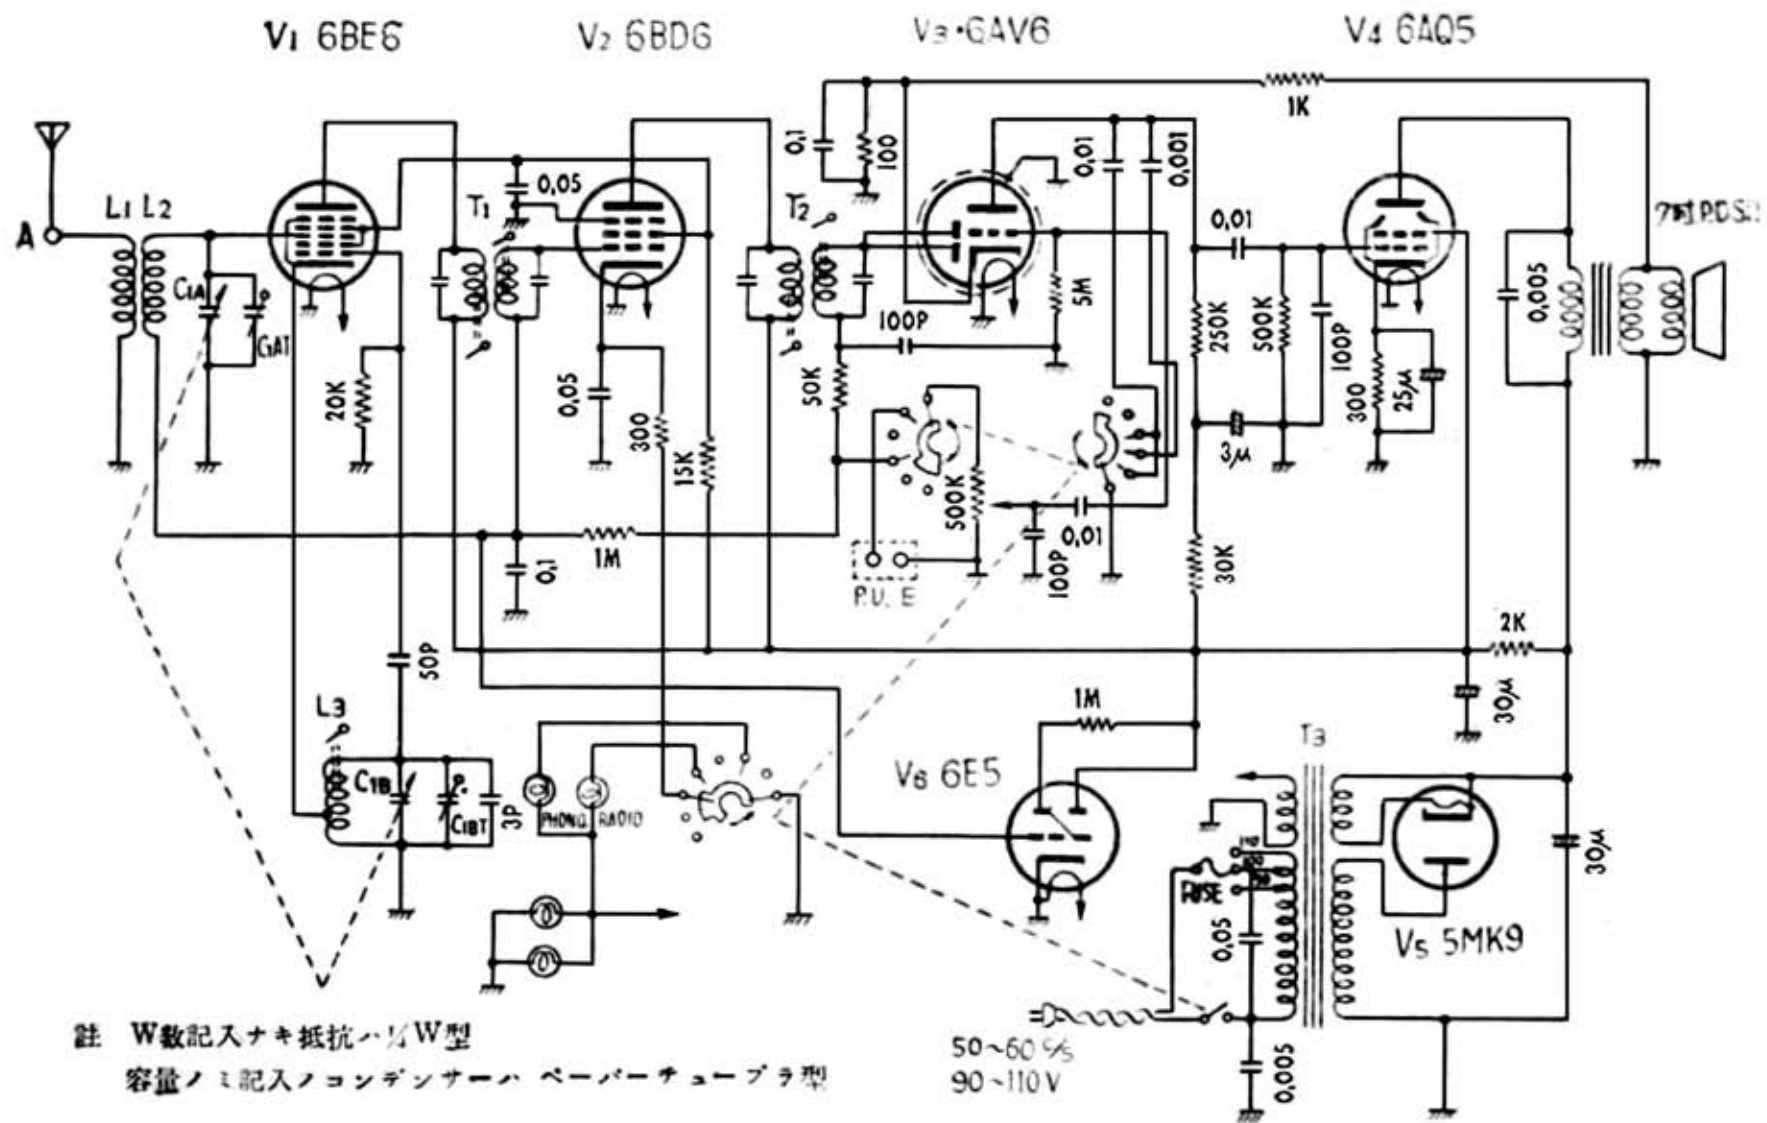 V1 6BE6
V2 6BD6
V3・6AV6
V4 6AQ5
1K
0,1
100
0,01
0,001
0,05
A
L1 L2
T1
T2
C1A
C1AT
0,01
5M
100P
250K
500K
100P
300
25μ
0,005
20K
0,05
300
15K
50K
500K
3μ
1M
0,1
P.U. E
100P
0,01
30K
50P
2K
30μ
1M
L3
C1B
C1BT
3P
PHONO RADIO
V6 6E5
T3
RISE
0,05
V5 5MK9
30μ
50~60 c/s
90~110V
0,005
註 W数記入ナキ抵抗ハ1/4W型
容量ノミ記入ノコンデンサーハ ペーパーチューブラ型